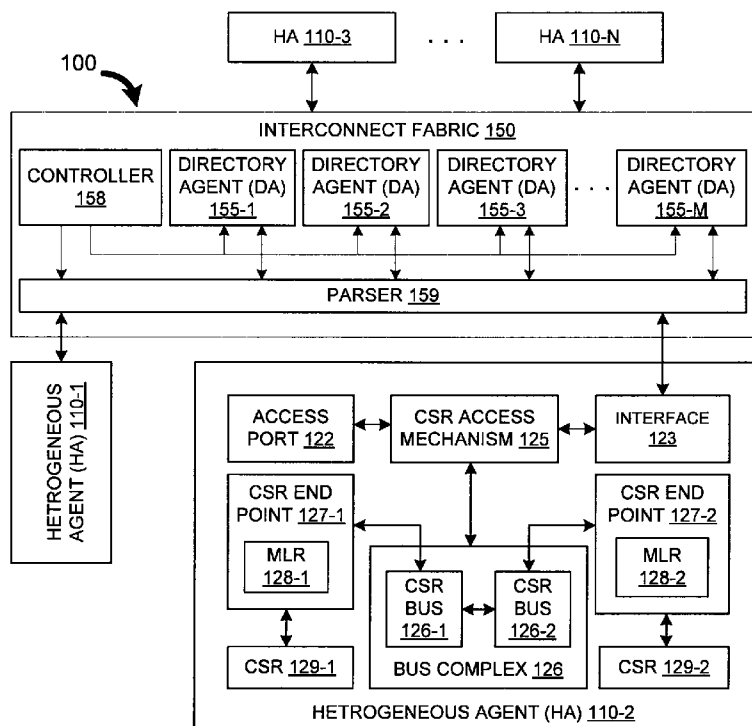 HA 110-3
. . .
HA 110-N
100
INTERCONNECT FABRIC 150
CONTROLLER
158
DIRECTORY
AGENT (DA)
155-1
DIRECTORY
AGENT (DA)
155-2
DIRECTORY
AGENT (DA)
155-3
. . .
DIRECTORY
AGENT (DA)
155-M
PARSER 159
HETROGENEOUS
AGENT (HA) 110-1
ACCESS
PORT 122
CSR ACCESS
MECHANISM 125
INTERFACE
123
CSR END
POINT 127-1
MLR
128-1
CSR END
POINT 127-2
MLR
128-2
CSR
BUS
126-1
CSR
BUS
126-2
BUS COMPLEX 126
CSR 129-1
CSR 129-2
HETROGENEOUS AGENT (HA) 110-2